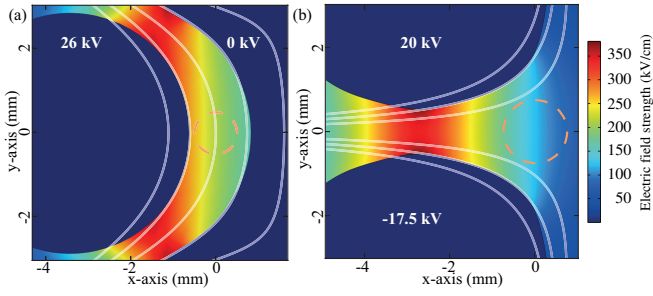 (a)
26 kV
0 kV
y-axis (mm)
2
0
-2
-4
-2
0
x-axis (mm)
(b)
20 kV
-17.5 kV
y-axis (mm)
2
0
-2
-4
-2
0
x-axis (mm)
350
300
250
200
150
100
50
Electric field strength (kV/cm)